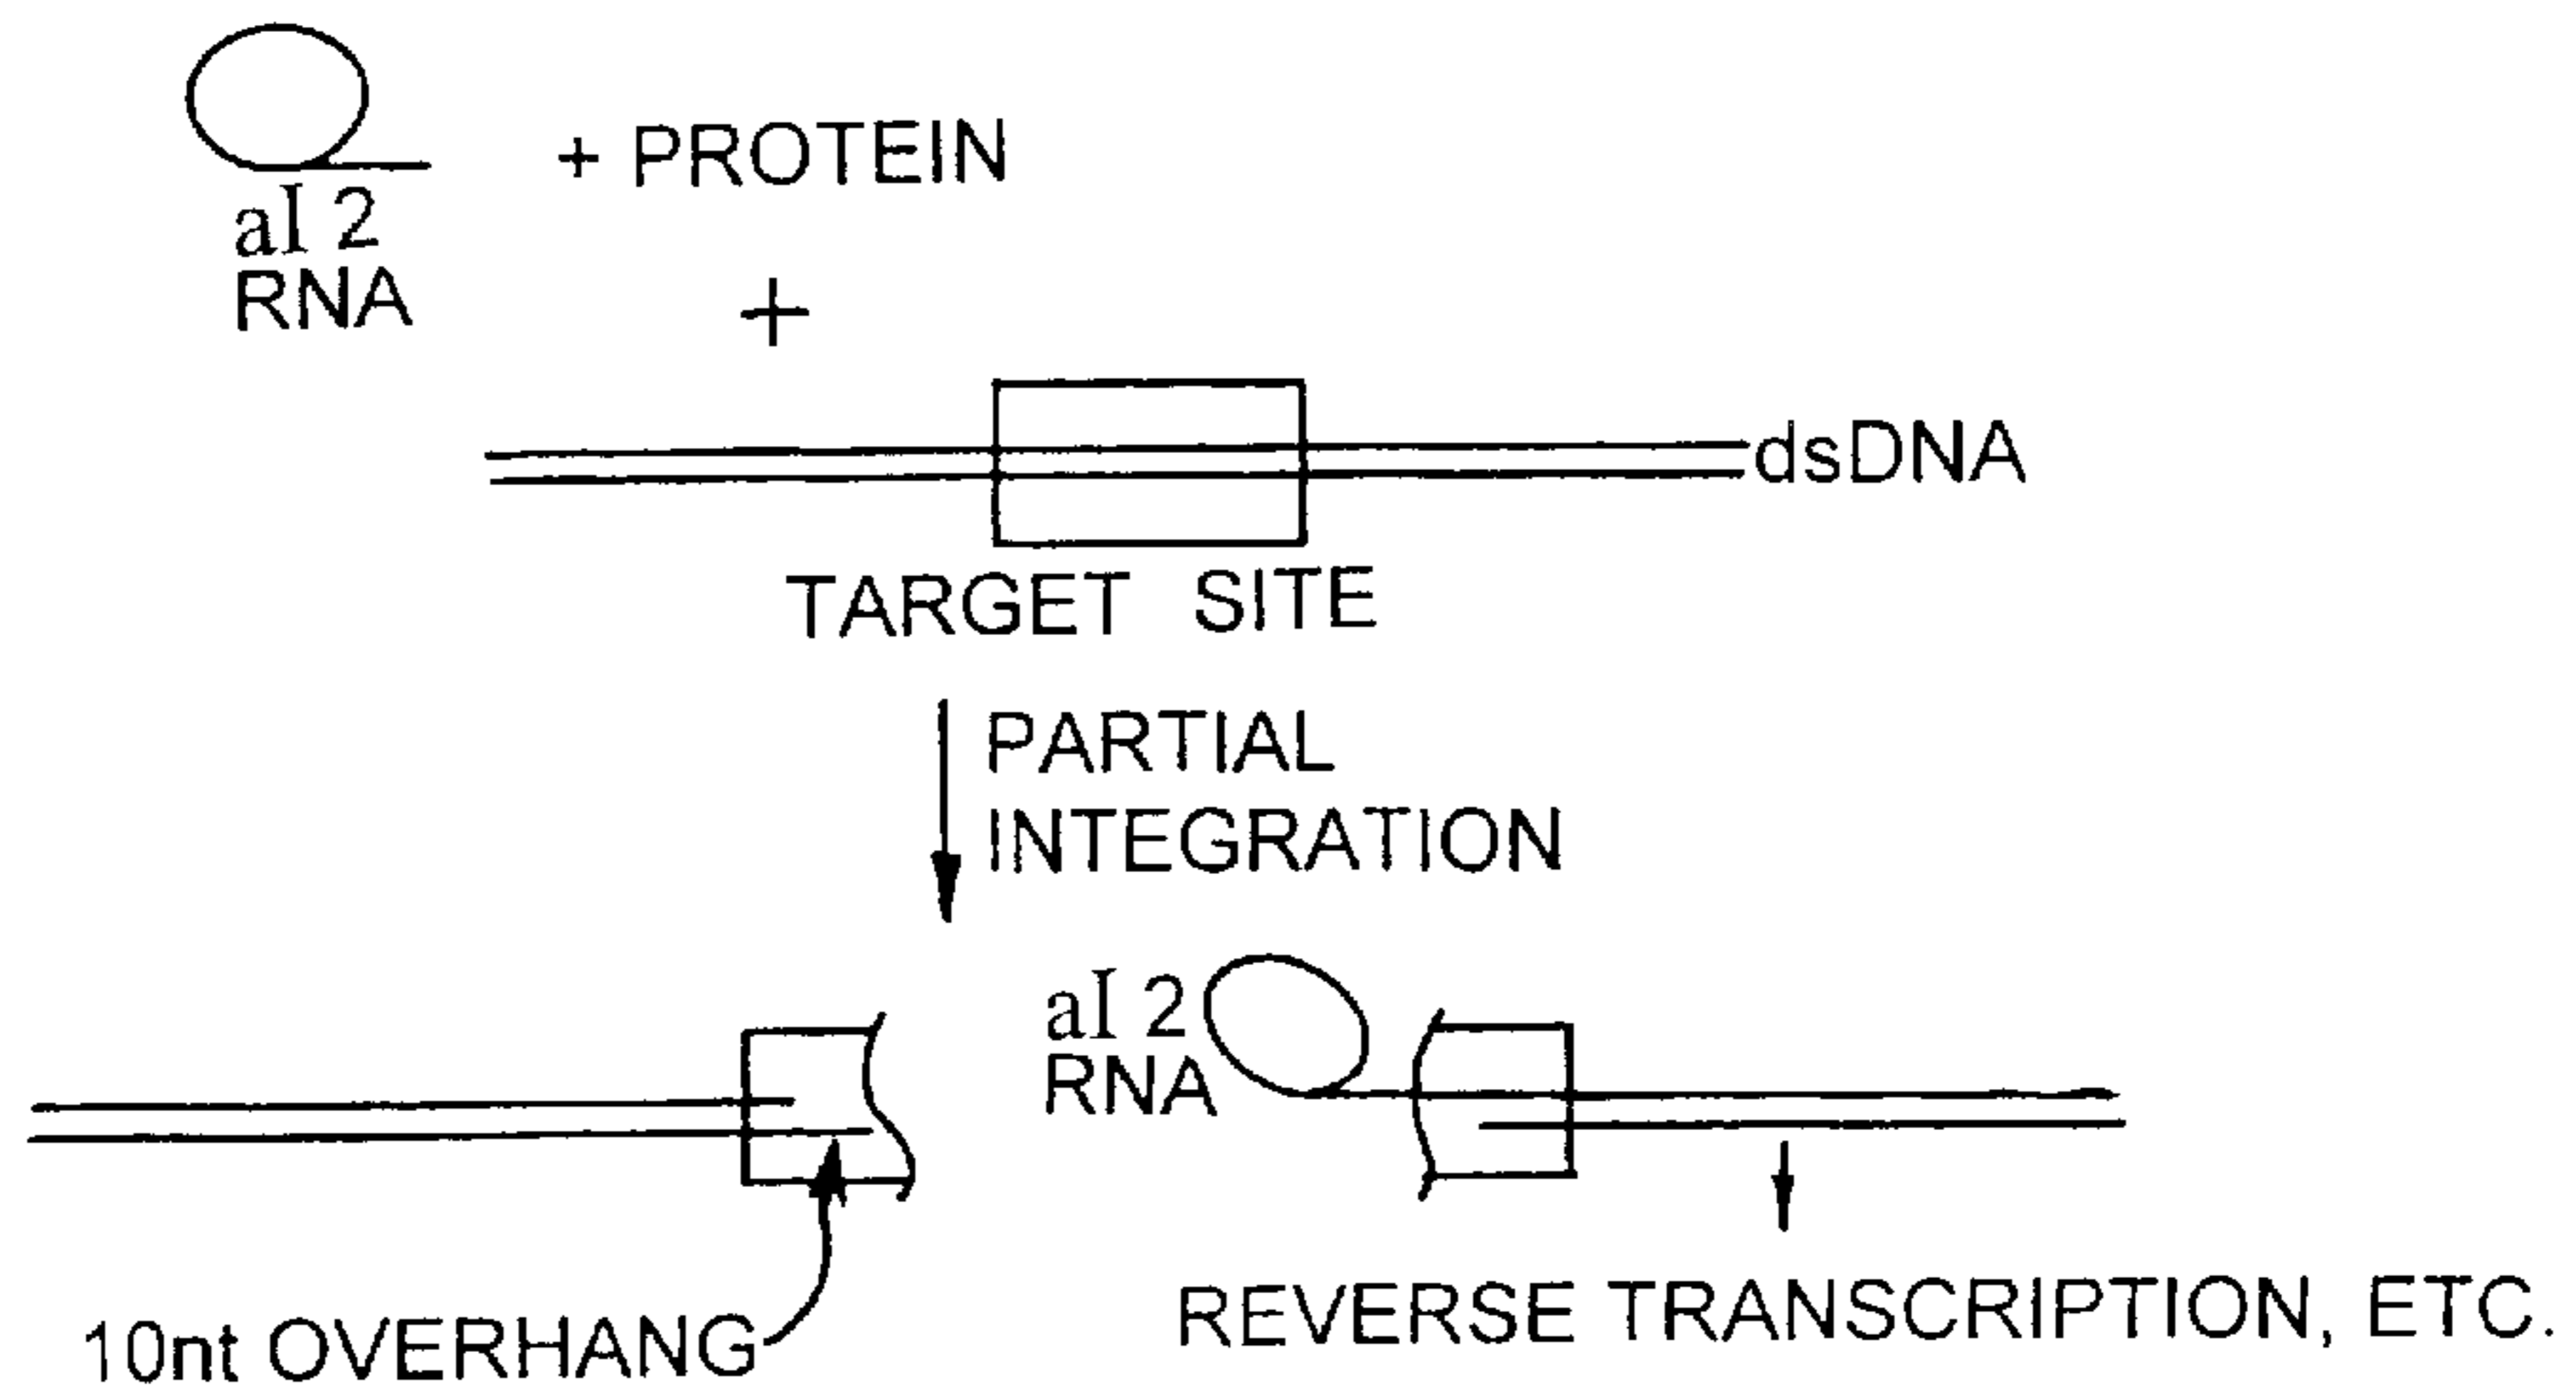 aI 2
RNA
+ PROTEIN
+
dsDNA
TARGET SITE
PARTIAL
INTEGRATION
aI 2
RNA
10nt OVERHANG
REVERSE TRANSCRIPTION, ETC.